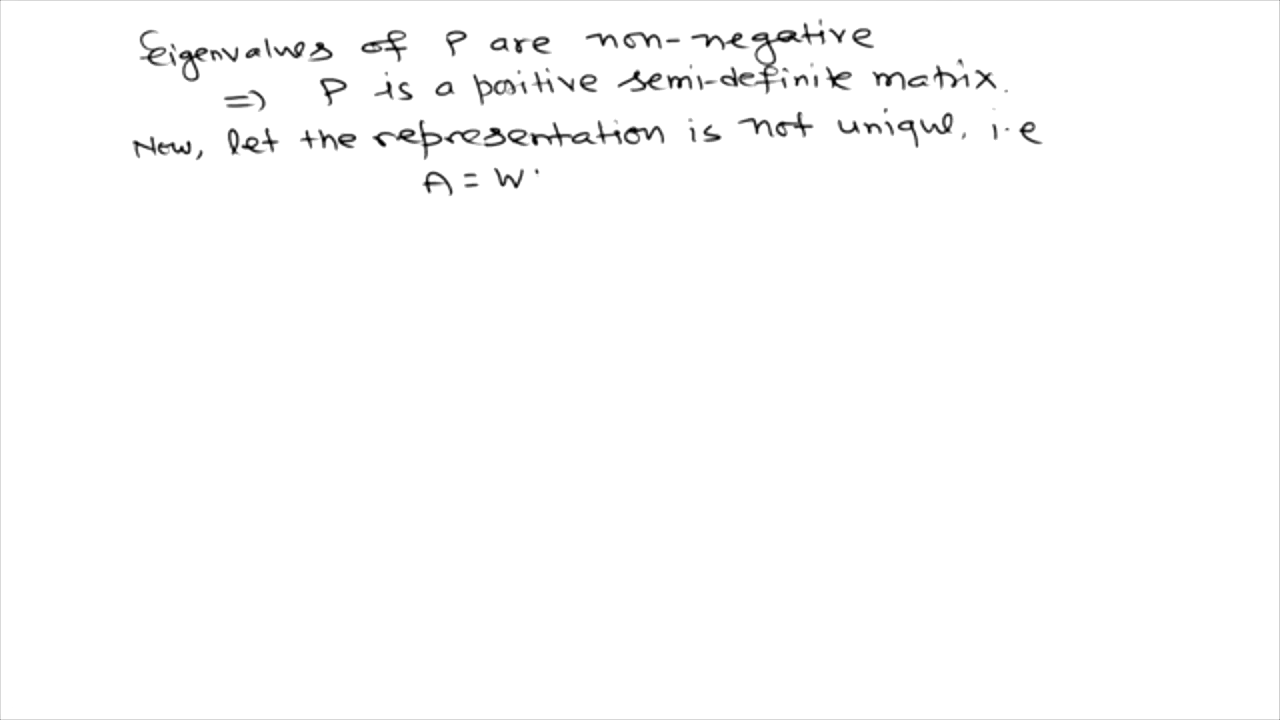 Eigenvalues of P are non-negative
=> P is a positive semi-definite matrix.
Now, let the representation is not unique, i.e
A = W.